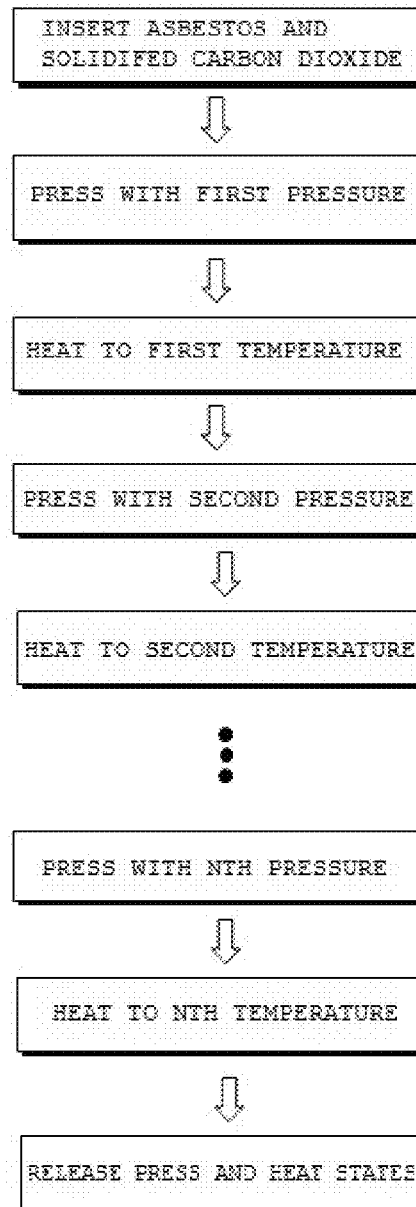 INSERT ASBESTOS AND
SOLIDIFED CARBON DIOXIDE
PRESS WITH FIRST PRESSURE
HEAT TO FIRST TEMPERATURE
PRESS WITH SECOND PRESSURE
HEAT TO SECOND TEMPERATURE
PRESS WITH NTH PRESSURE
HEAT TO NTH TEMPERATURE
RELEASE PRESS AND HEAT STATES